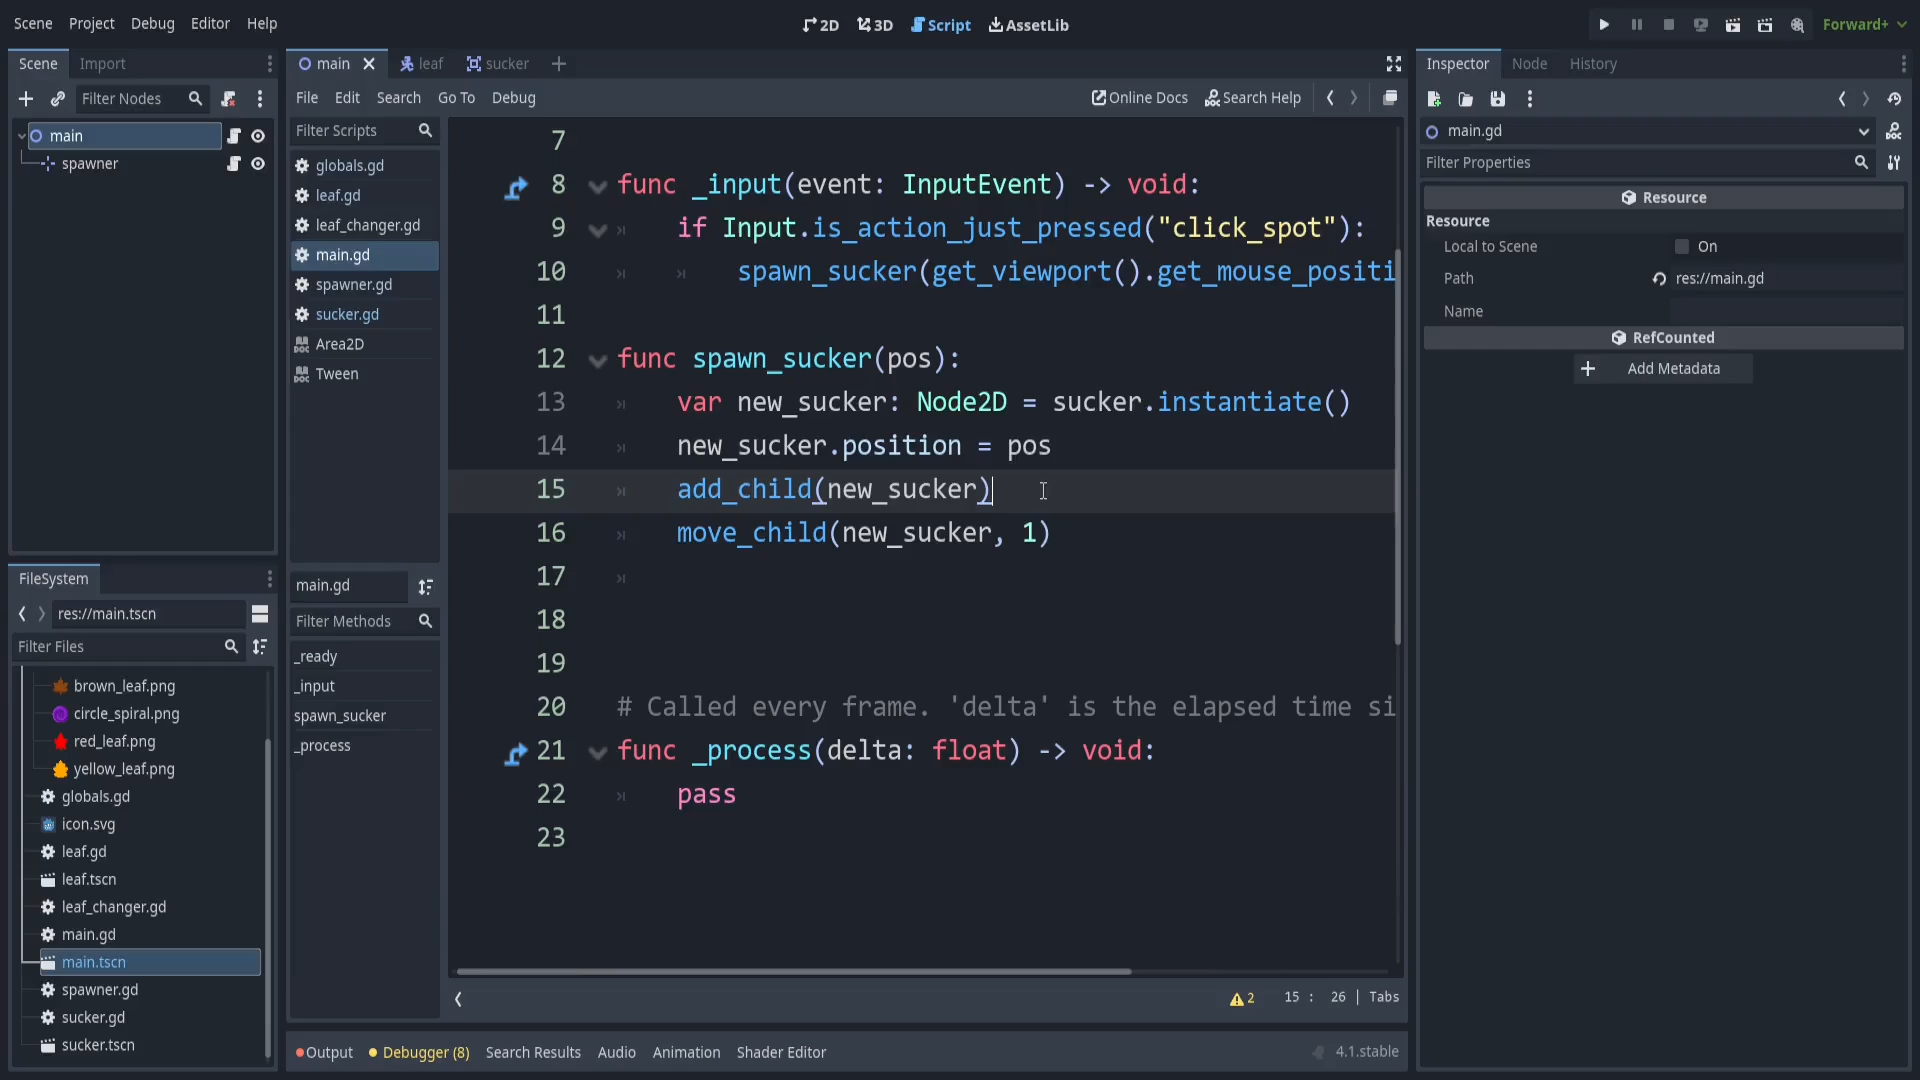 Scene Project Debug Editor Help
2D 3D Script AssetLib
Forward+
Scene Import
Filter Nodes
main
spawner
FileSystem
res://main.tscn
Filter Files
brown_leaf.png
circle_spiral.png
red_leaf.png
yellow_leaf.png
globals.gd
icon.svg
leaf.gd
leaf.tscn
leaf_changer.gd
main.gd
main.tscn
spawner.gd
sucker.gd
sucker.tscn
main leaf sucker
File Edit Search Go To Debug
Online Docs Search Help
Filter Scripts
globals.gd
leaf.gd
leaf_changer.gd
main.gd
spawner.gd
sucker.gd
Area2D
Tween
main.gd
Filter Methods
_ready
_input
spawn_sucker
_process
7
8 func _input(event: InputEvent) -> void:
9 if Input.is_action_just_pressed("click_spot"):
10 spawn_sucker(get_viewport().get_mouse_positi
11
12 func spawn_sucker(pos):
13 var new_sucker: Node2D = sucker.instantiate()
14 new_sucker.position = pos
15 add_child(new_sucker)
16 move_child(new_sucker, 1)
17
18
19
20 # Called every frame. 'delta' is the elapsed time si
21 func _process(delta: float) -> void:
22 pass
23
2 15 : 26 | Tabs
Output Debugger (8) Search Results Audio Animation Shader Editor
4.1.stable
Inspector Node History
main.gd
Filter Properties
Resource
Resource
Local to Scene On
Path res://main.gd
Name
RefCounted
Add Metadata